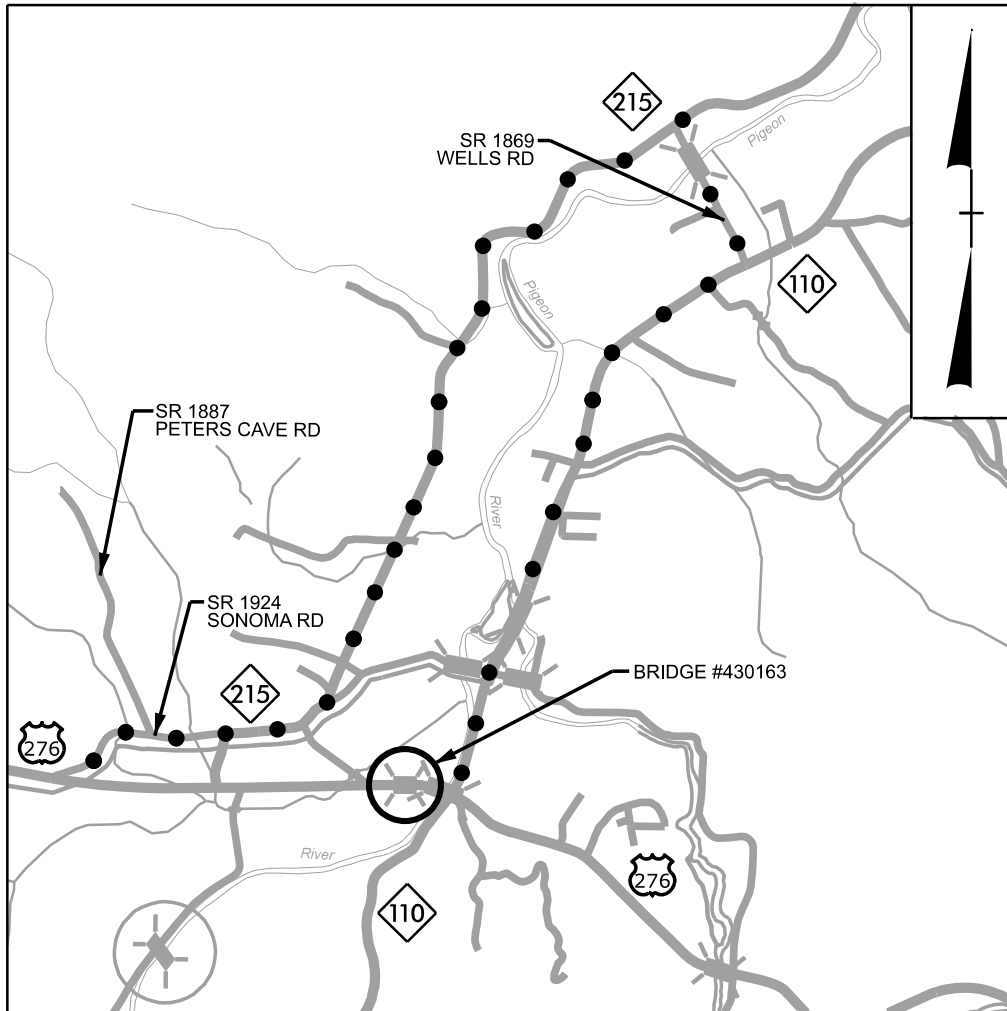 215
SR 1869
WELLS RD
Pigeon
110
Pigeon
SR 1887
PETERS CAVE RD
River
SR 1924
SONOMA RD
BRIDGE #430163
215
276
River
276
110